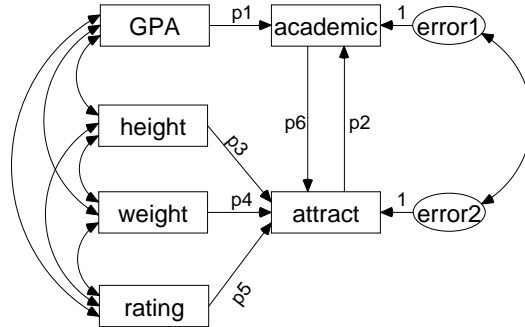 GPA p1 academic 1 error1
p6 p2
height p3
weight p4 attract 1 error2
rating p5